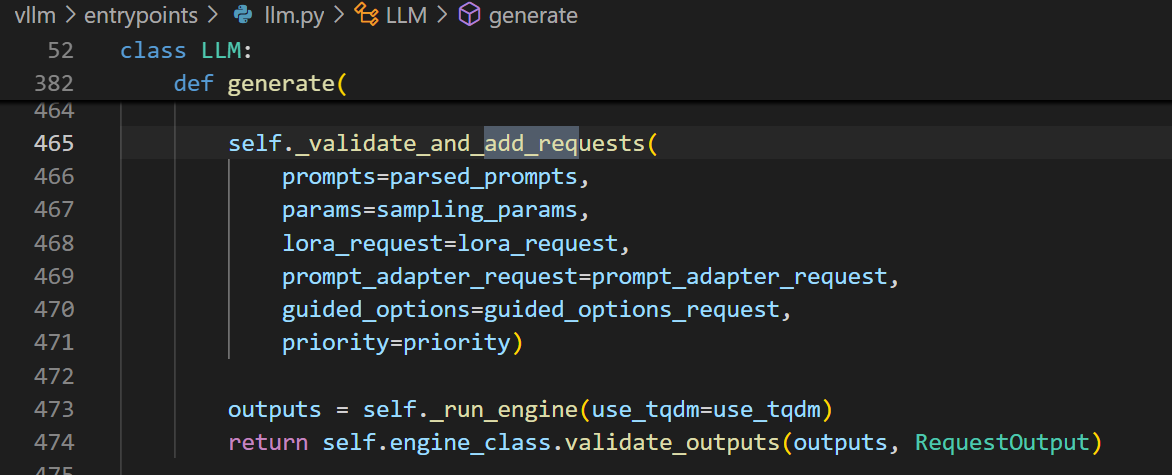 vllm > entrypoints > llm.py > LLM > generate
52 class LLM:
382 def generate(
464
465 self._validate_and_add_requests(
466 prompts=parsed_prompts,
467 params=sampling_params,
468 lora_request=lora_request,
469 prompt_adapter_request=prompt_adapter_request,
470 guided_options=guided_options_request,
471 priority=priority)
472
473 outputs = self._run_engine(use_tqdm=use_tqdm)
474 return self.engine_class.validate_outputs(outputs, RequestOutput)
475